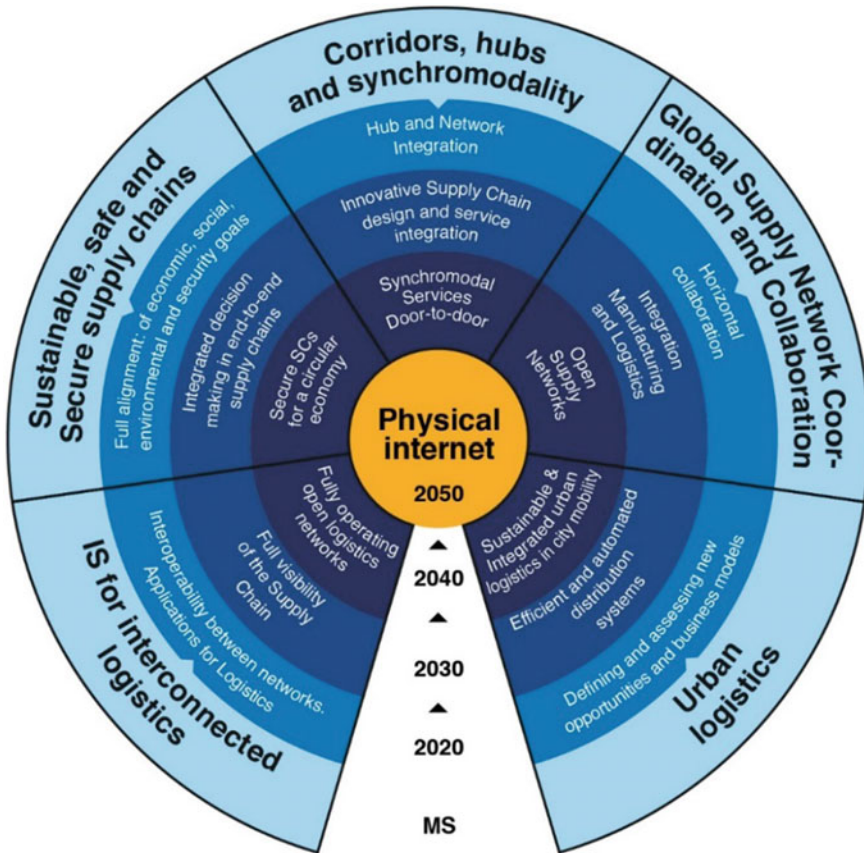 Corridors, hubs
and synchromodality
Hub and Network
Integration
Innovative Supply Chain
design and service
integration
Synchromodal
Services
Door-to-door
Global Supply Network Coor-
dination and Collaboration
Horizontal
collaboration
Integration
Manufacturing
and Logistics
Open
Supply
Networks
Urban
logistics
Defining and assessing new
opportunities and business models
Efficient and automated
distribution
systems
Sustainable &
Integrated urban
logistics in city mobility
IS for interconnected
logistics
Interoperability between networks.
Applications for Logistics
Full visibility
of the Supply
Chain
Fully operating
open logistics
networks
Sustainable, safe and
Secure supply chains
Full alignment: of economic, social,
environmental and security goals
Integrated decision
making in end-to-end
supply chains
Secure SCs
for a circular
economy
Physical
internet
2050
2040
2030
2020
MS